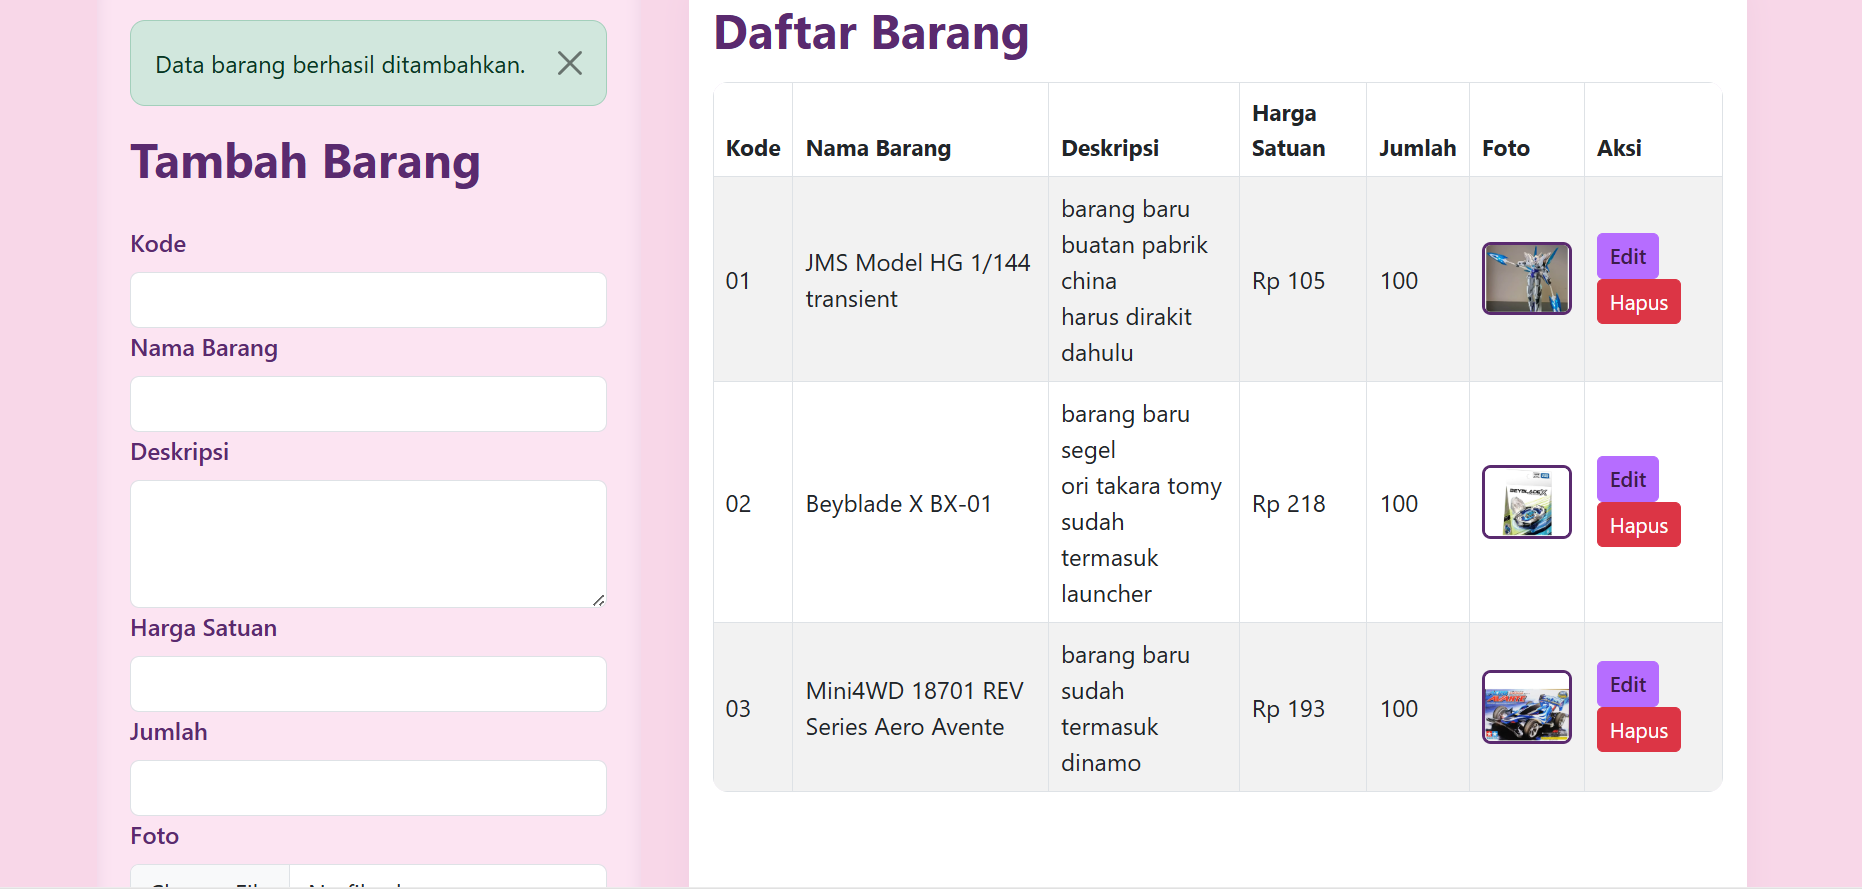 Data barang berhasil ditambahkan.
Tambah Barang
Kode
Nama Barang
Deskripsi
Harga Satuan
Jumlah
Foto
Daftar Barang
Kode Nama Barang Deskripsi Harga Satuan Jumlah Foto Aksi
01
JMS Model HG 1/144
transient
barang baru
buatan pabrik
china
harus dirakit
dahulu
Rp 105
100
Edit
Hapus
02
Beyblade X BX-01
barang baru
segel
ori takara tomy
sudah
termasuk
launcher
Rp 218
100
BEYBLADE X
Edit
Hapus
03
Mini4WD 18701 REV
Series Aero Avente
barang baru
sudah
termasuk
dinamo
Rp 193
100
Edit
Hapus